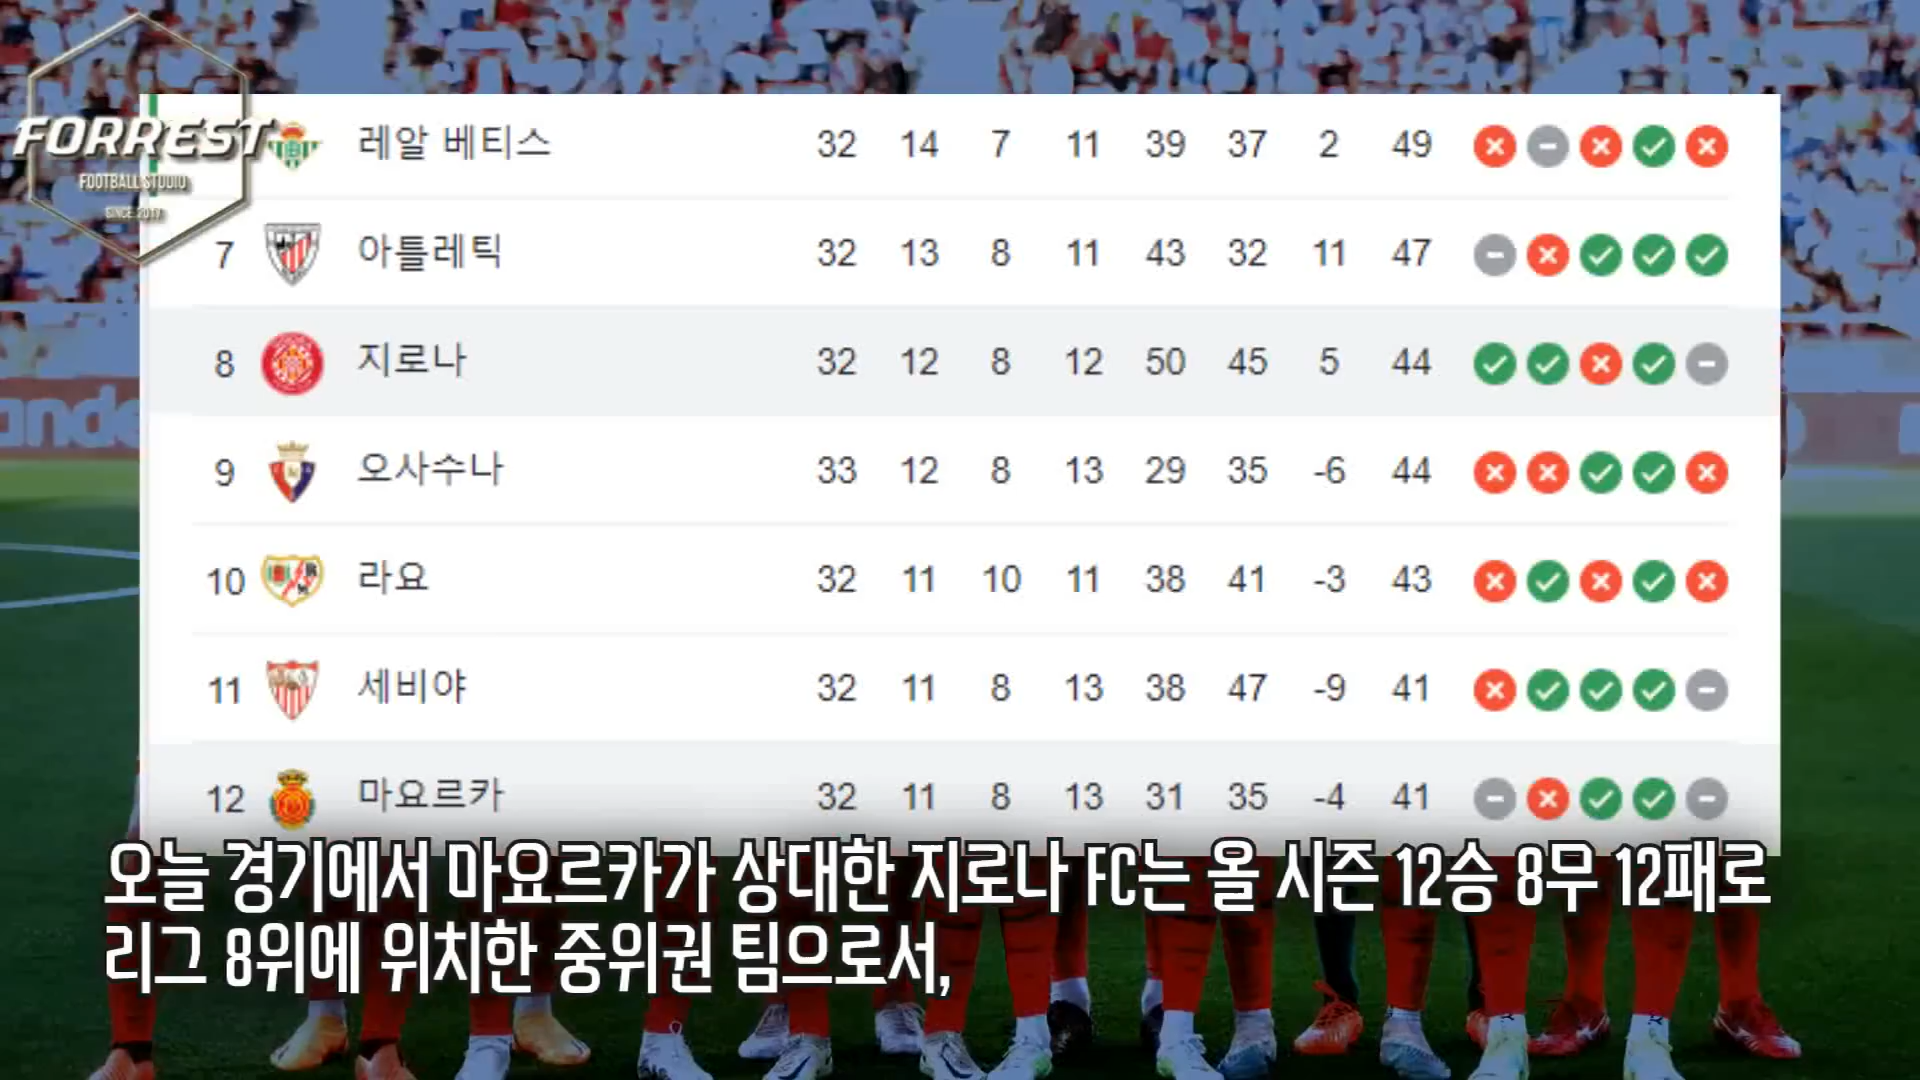 FORREST
FOOTBALL STUDIO
SINCE 2017
레알 베티스 32 14 7 11 39 37 2 49
7 아틀레틱 32 13 8 11 43 32 11 47
8 지로나 32 12 8 12 50 45 5 44
9 오사수나 33 12 8 13 29 35 -6 44
10 라요 32 11 10 11 38 41 -3 43
11 세비야 32 11 8 13 38 47 -9 41
12 마요르카 32 11 8 13 31 35 -4 41
오늘 경기에서 마요르카가 상대한 지로나 FC는 올 시즌 12승 8무 12패로
리그 8위에 위치한 중위권 팀으로서,